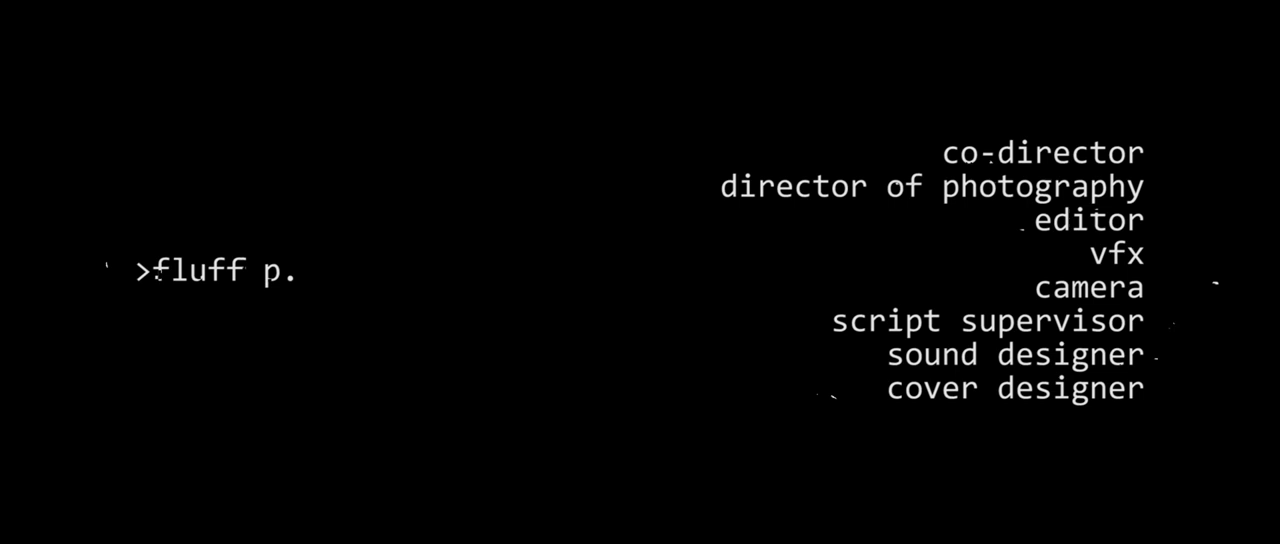 >fluff p.
co-director
director of photography
editor
vfx
camera
script supervisor
sound designer
cover designer